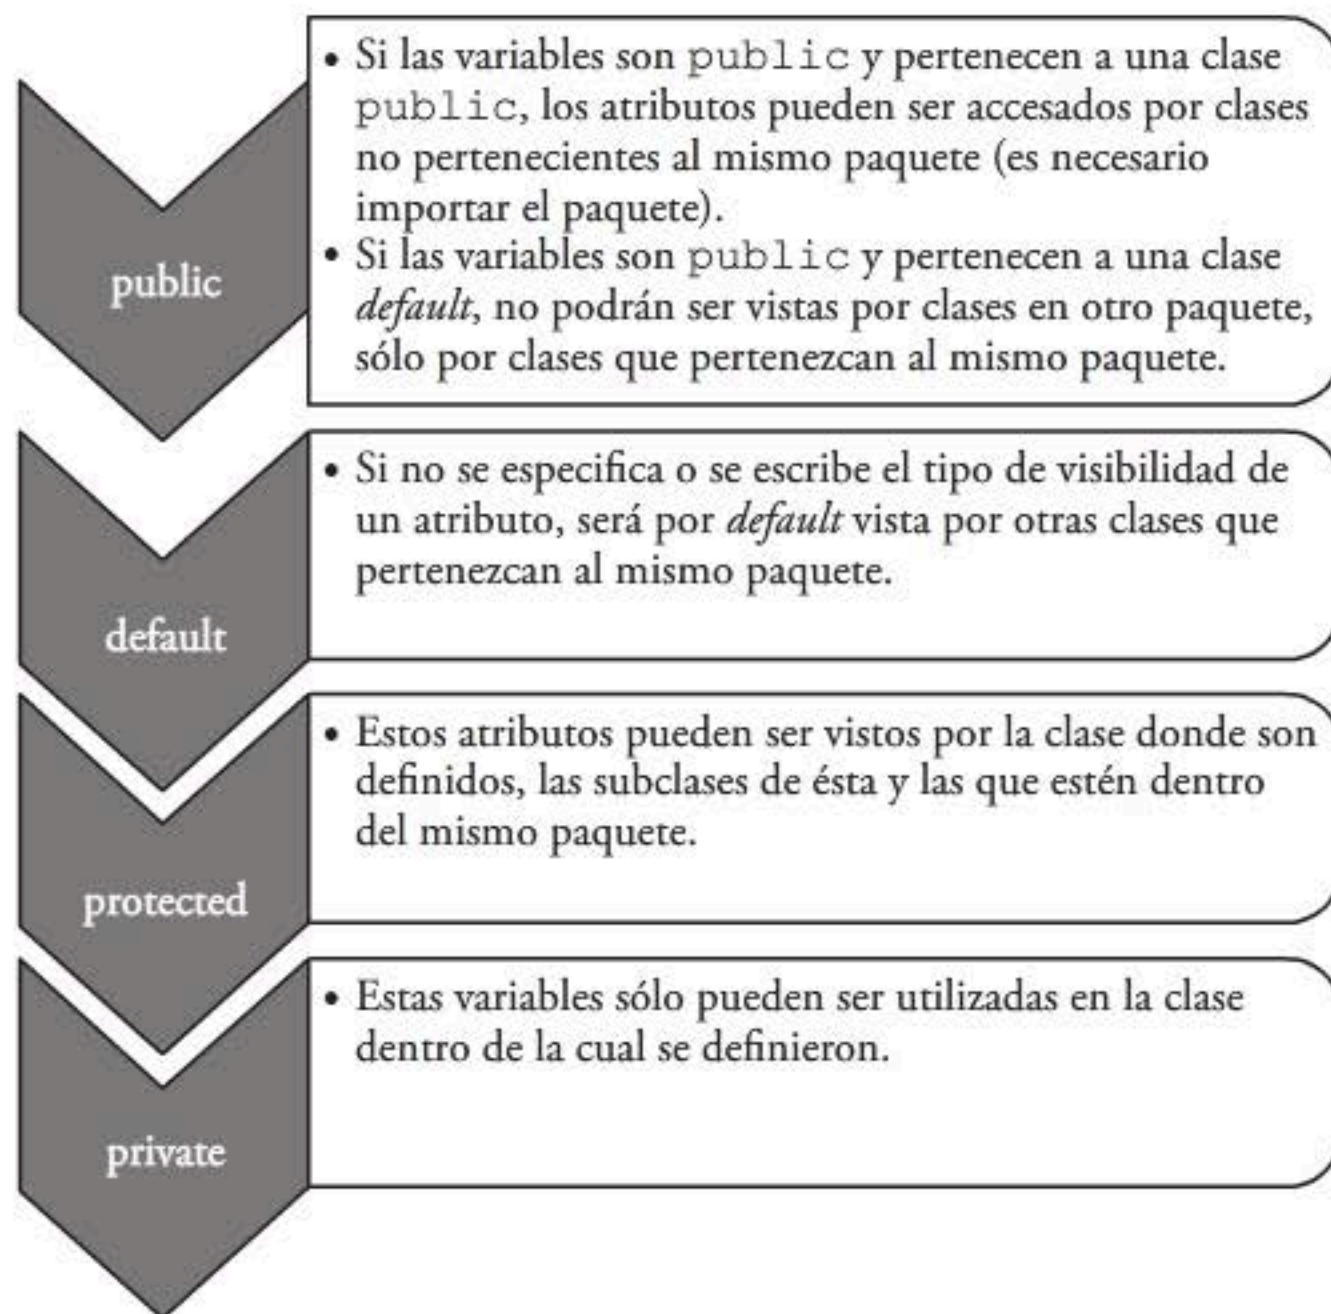 • Si las variables son public y pertenecen a una clase
public, los atributos pueden ser accesados por clases
no pertenecientes al mismo paquete (es necesario
importar el paquete).
• Si las variables son public y pertenecen a una clase
default, no podrán ser vistas por clases en otro paquete,
sólo por clases que pertenezcan al mismo paquete.
public
• Si no se especifica o se escribe el tipo de visibilidad de
un atributo, será por default vista por otras clases que
pertenezcan al mismo paquete.
default
• Estos atributos pueden ser vistos por la clase donde son
definidos, las subclases de ésta y las que estén dentro
del mismo paquete.
protected
• Estas variables sólo pueden ser utilizadas en la clase
dentro de la cual se definieron.
private